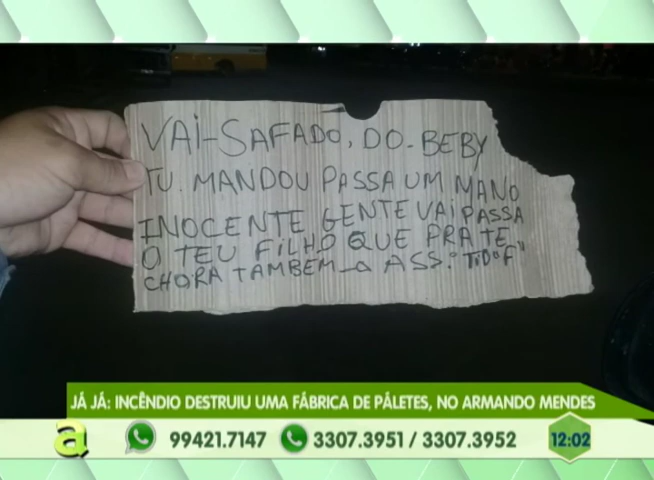 VAI-SAFADO, DO-BEBY
TU. MANDOU PASSA UM MANO
INOCENTE GENTE VAI PASSA
O TEU FILHO QUE PRA TE
CHORA TAMBEM_a ASS:
JÁ JÁ: INCÊNDIO DESTRUIU UMA FÁBRICA DE PÁLETES, NO ARMANDO MENDES
a 99421.7147 3307.3951 / 3307.3952 12:02